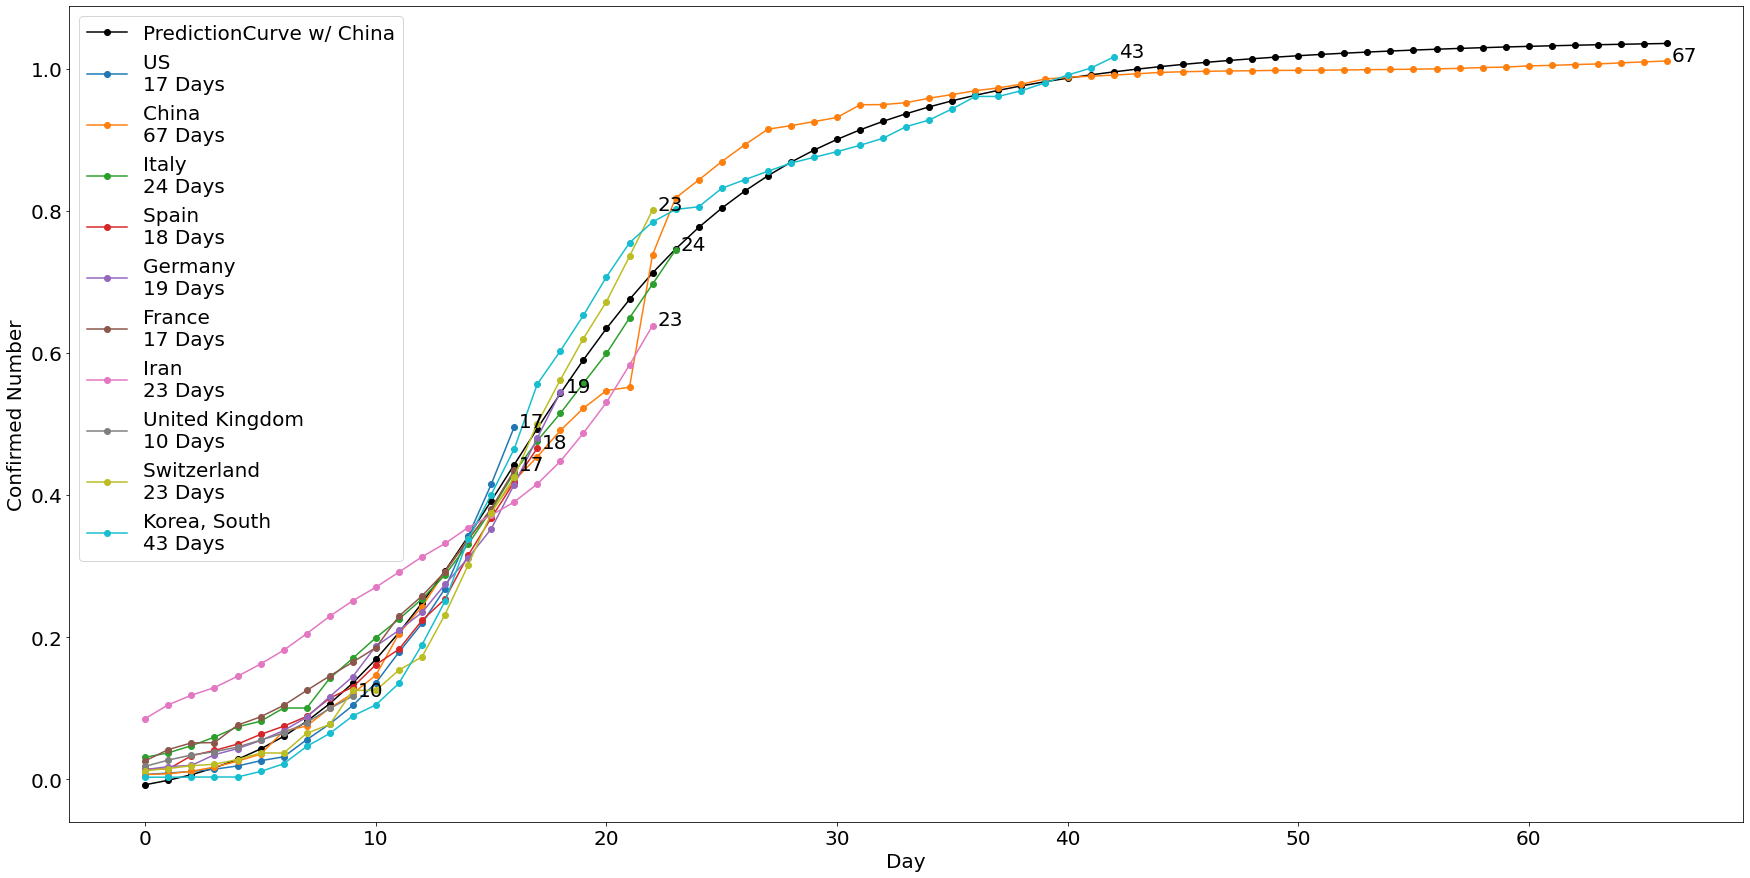 PredictionCurve w/ China
US
17 Days
China
67 Days
Italy
24 Days
Spain
18 Days
Germany
19 Days
France
17 Days
Iran
23 Days
United Kingdom
10 Days
Switzerland
23 Days
Korea, South
43 Days
43
67
23
24
23
19
17
18
17
10
1.0
0.8
0.6
0.4
0.2
0.0
Confirmed Number
0 10 20 30 40 50 60
Day